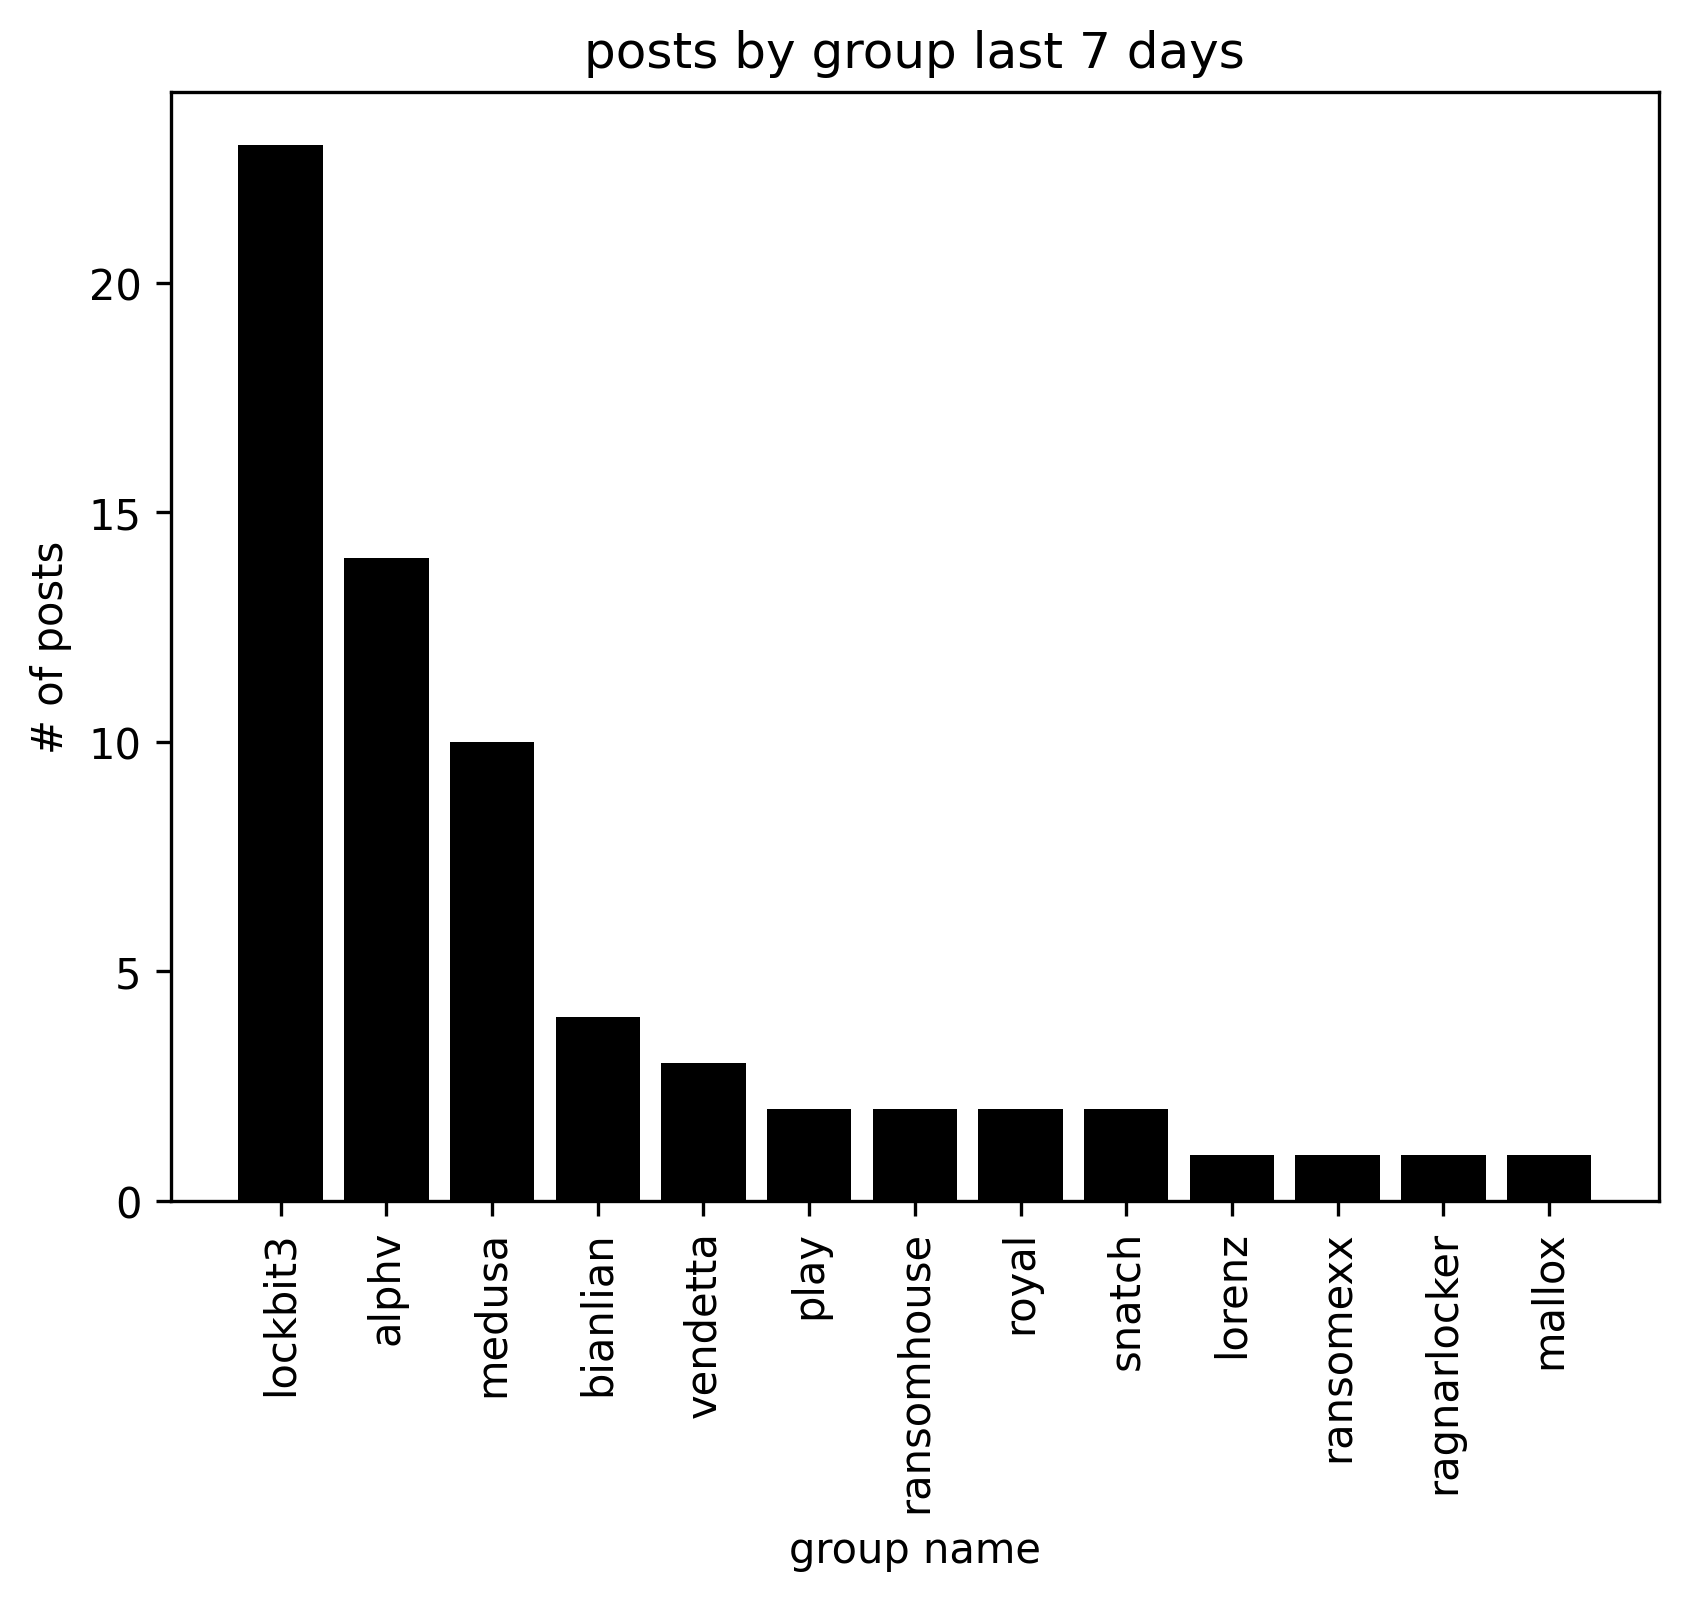 posts by group last 7 days
# of posts
20
15
10
5
0
lockbit3
alphv
medusa
bianlian
vendetta
play
ransomhouse
royal
snatch
lorenz
ransomexx
ragnarlocker
mallox
group name